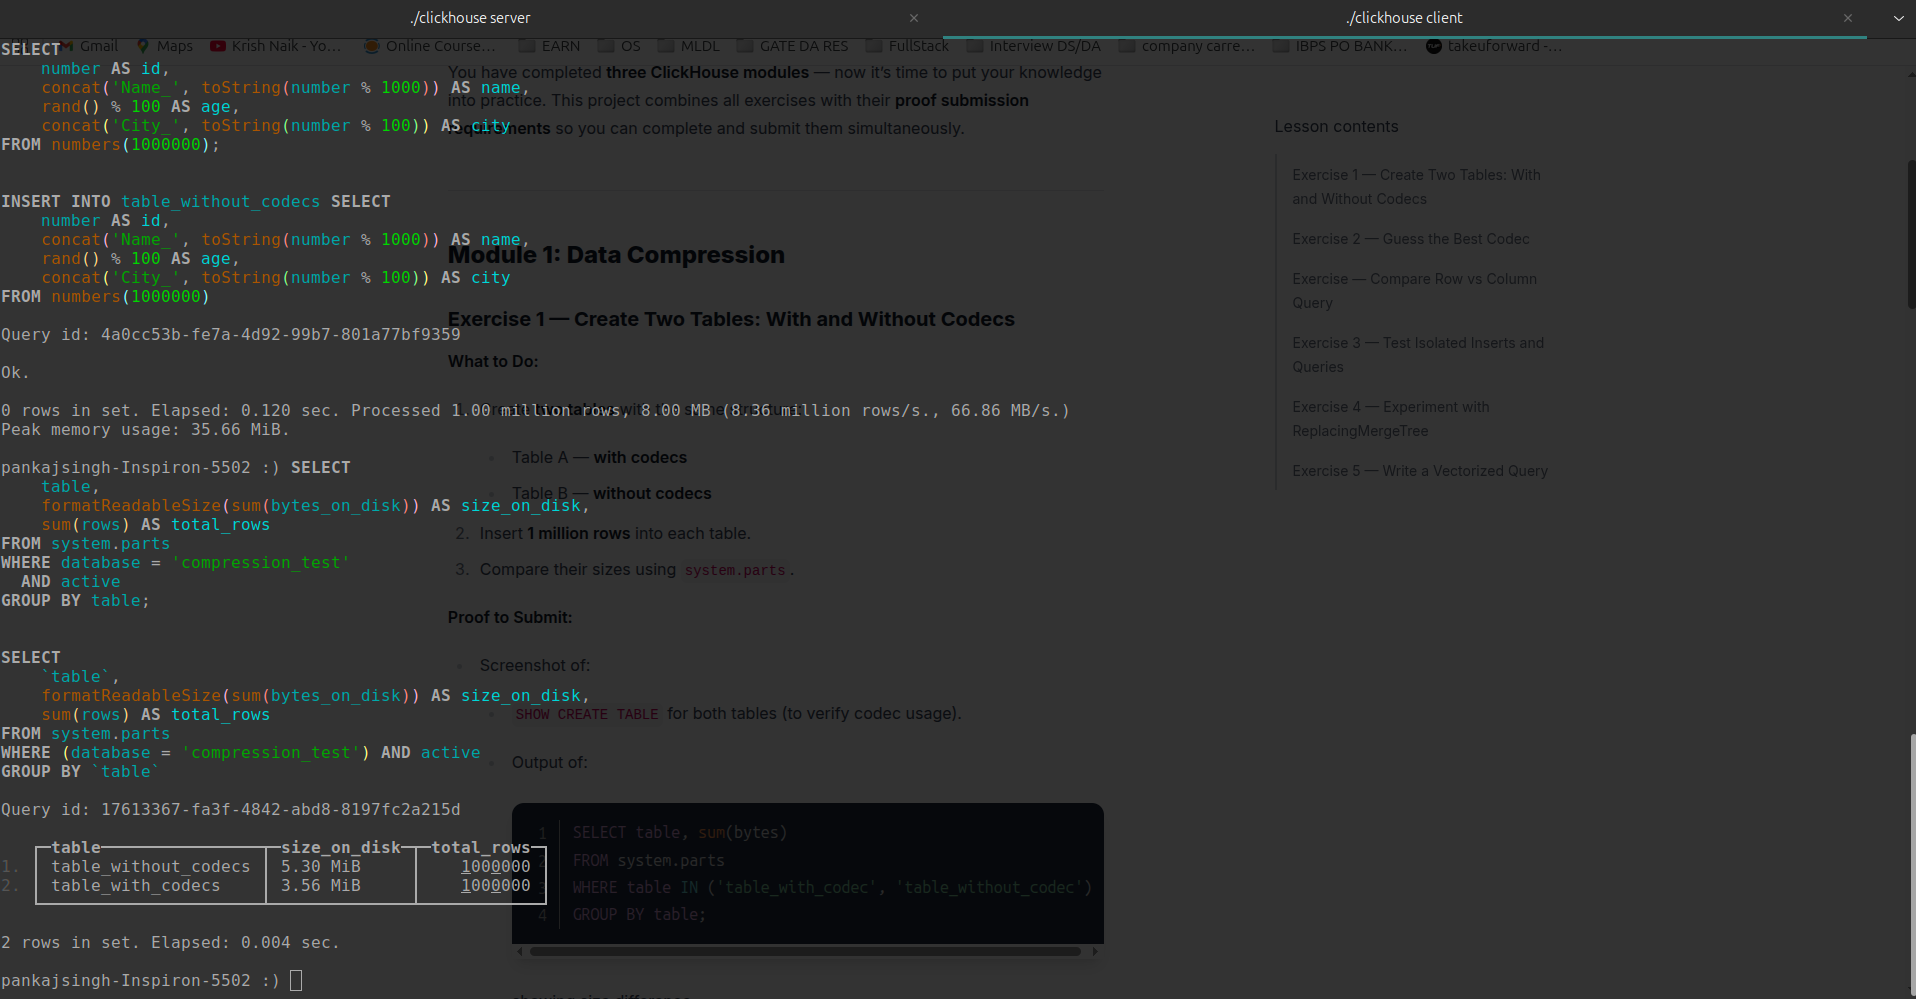 ./clickhouse server
./clickhouse client
Gmail Maps Krish Naik - Yo... Online Course... EARN OS MLDL GATE DA RES FullStack Interview DS/DA company carre... IBPS PO BANK... takeuforward -...
SELECT
number AS id,
concat('Name_', toString(number % 1000)) AS name,
rand() % 100 AS age,
concat('City_', toString(number % 100)) AS city
FROM numbers(1000000);
INSERT INTO table_without_codecs SELECT
number AS id,
concat('Name_', toString(number % 1000)) AS name,
rand() % 100 AS age,
concat('City_', toString(number % 100)) AS city
FROM numbers(1000000)
Query id: 4a0cc53b-fe7a-4d92-99b7-801a77bf9359
Ok.
0 rows in set. Elapsed: 0.120 sec. Processed 1.00 million rows, 8.00 MB (8.36 million rows/s., 66.86 MB/s.)
Peak memory usage: 35.66 MiB.
pankajsingh-Inspiron-5502 :) SELECT
table,
formatReadableSize(sum(bytes_on_disk)) AS size_on_disk,
sum(rows) AS total_rows
FROM system.parts
WHERE database = 'compression_test'
AND active
GROUP BY table;
SELECT
`table`,
formatReadableSize(sum(bytes_on_disk)) AS size_on_disk,
sum(rows) AS total_rows
FROM system.parts
WHERE (database = 'compression_test') AND active
GROUP BY `table`
Query id: 17613367-fa3f-4842-abd8-8197fc2a215d
table size_on_disk total_rows
1. table_without_codecs 5.30 MiB 1000000
2. table_with_codecs 3.56 MiB 1000000
2 rows in set. Elapsed: 0.004 sec.
pankajsingh-Inspiron-5502 :)
You have completed three ClickHouse modules — now it's time to put your knowledge
into practice. This project combines all exercises with their proof submission
requirements so you can complete and submit them simultaneously.
Module 1: Data Compression
Exercise 1 — Create Two Tables: With and Without Codecs
What to Do:
Table A — with codecs
Table B — without codecs
2. Insert 1 million rows into each table.
3. Compare their sizes using system.parts.
Proof to Submit:
Screenshot of:
SHOW CREATE TABLE for both tables (to verify codec usage).
Output of:
1 SELECT table, sum(bytes)
2 FROM system.parts
3 WHERE table IN ('table_with_codec', 'table_without_codec')
4 GROUP BY table;
showing size difference
Lesson contents
Exercise 1 — Create Two Tables: With
and Without Codecs
Exercise 2 — Guess the Best Codec
Exercise — Compare Row vs Column
Query
Exercise 3 — Test Isolated Inserts and
Queries
Exercise 4 — Experiment with
ReplacingMergeTree
Exercise 5 — Write a Vectorized Query